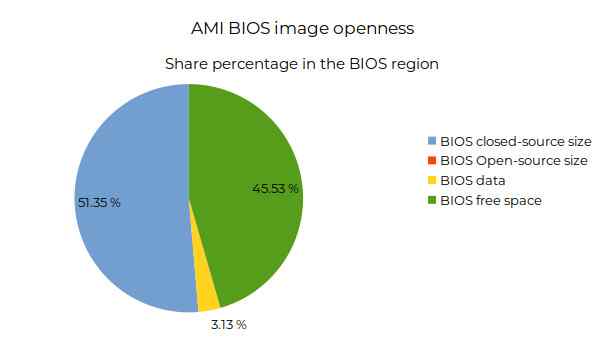 AMI BIOS image openness
Share percentage in the BIOS region
45.53 %
51.35 %
3.13 %
BIOS closed-source size
BIOS Open-source size
BIOS data
BIOS free space